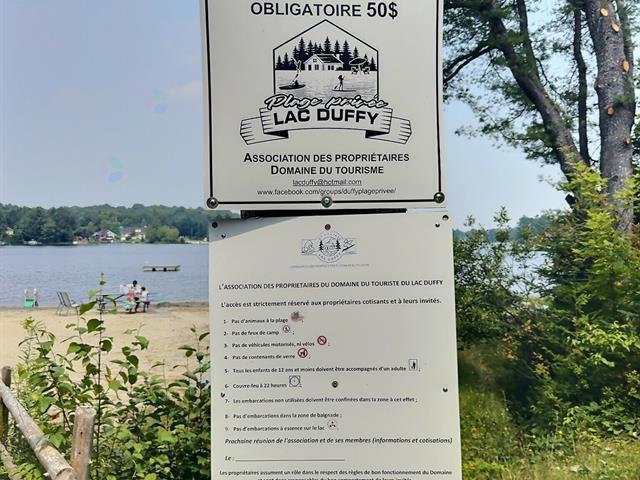 OBLIGATOIRE 50$
Plage privée
LAC DUFFY
ASSOCIATION DES PROPRIÉTAIRES
DOMAINE DU TOURISME
lacduffy@hotmail.com
www.facebook.com/groups/duffyplageprivee/
L'ASSOCIATION DES PROPRIETAIRES DU DOMAINE DU TOURISTE DU LAC DUFFY
L'accès est strictement réservé aux propriétaires cotisants et à leurs invités.
1- Pas d'animaux à la plage
2- Pas de feux de camp ;
3- Pas de véhicules motorisés, ni vélos ;
4- Pas de contenants de verre ;
5- Tous les enfants de 12 ans et moins doivent être accompagnés d'un adulte ;
6- Couvre-feu à 22 heures ;
7- Les embarcations non utilisées doivent être confinées dans la zone à cet effet ;
8- Pas d'embarcations dans la zone de baignade ;
9- Pas d'embarcations à essence sur le lac
Prochaine réunion de l'association et de ses membres (informations et cotisations)
Le :
Les propriétaires assument un rôle dans le respect des règles de bon fonctionnement du Domaine